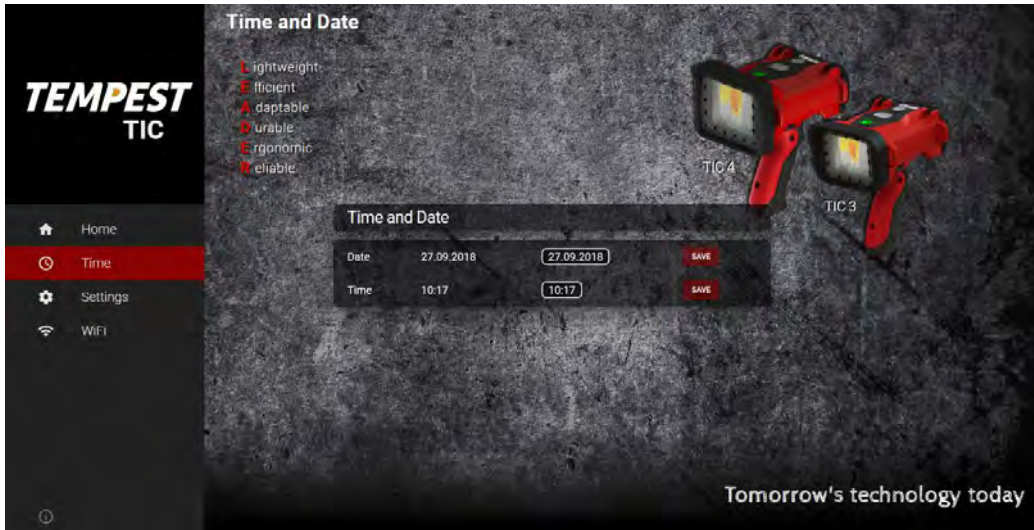 TEMPEST
TIC
Home
Time
Settings
WiFi
Time and Date
Lightweight
Efficient
Adaptable
Durable
Ergonomic
Reliable
TIC 4
TIC 3
Time and Date
Date 27.09.2018 27.09.2018 SAVE
Time 10:17 10:17 SAVE
Tomorrow's technology today